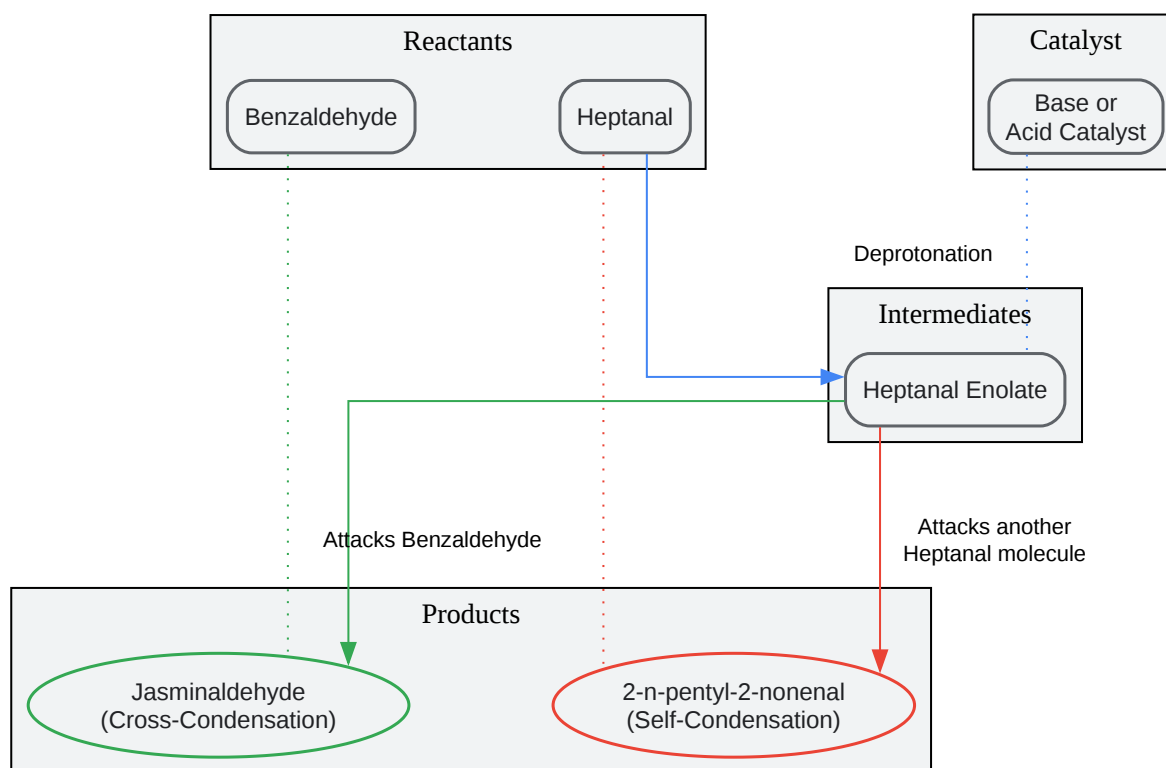 Reactants
Catalyst
Benzaldehyde
Heptanal
Base or
Acid Catalyst
Deprotonation
Intermediates
Heptanal Enolate
Attacks Benzaldehyde
Attacks another
Heptanal molecule
Products
Jasminaldehyde
(Cross-Condensation)
2-n-pentyl-2-nonenal
(Self-Condensation)